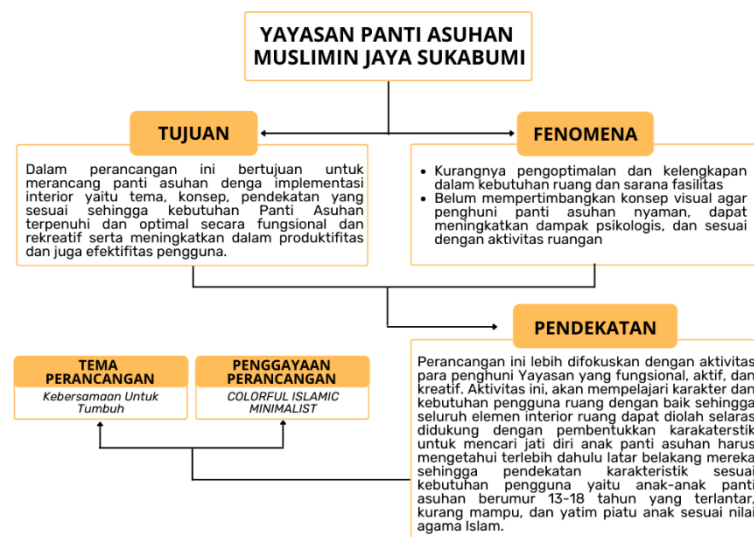 YAYASAN PANTI ASUHAN
MUSLIMIN JAYA SUKABUMI
TUJUAN
Dalam perancangan ini bertujuan untuk
merancang panti asuhan denga implementasi
interior yaitu tema, konsep, pendekatan yang
sesuai sehingga kebutuhan Panti Asuhan
terpenuhi dan optimal secara fungsional dan
rekreatif serta meningkatkan dalam produktifitas
dan juga efektifitas pengguna.
FENOMENA
• Kurangnya pengoptimalan dan kelengkapan
dalam kebutuhan ruang dan sarana fasilitas
• Belum mempertimbangkan konsep visual agar
penghuni panti asuhan nyaman, dapat
meningkatkan dampak psikologis, dan sesuai
dengan aktivitas ruangan
PENDEKATAN
Perancangan ini lebih difokuskan dengan aktivitas
para penghuni Yayasan yang fungsional, aktif, dan
kreatif. Aktivitas ini, akan mempelajari karakter dan
kebutuhan pengguna ruang dengan baik sehingga
seluruh elemen interior ruang dapat diolah selaras
didukung dengan pembentukkan karakaterstik
untuk mencari jati diri anak panti asuhan harus
mengetahui terlebih dahulu latar belakang mereka
sehingga pendekatan karakteristik sesuai
kebutuhan pengguna yaitu anak-anak panti
asuhan berumur 13-18 tahun yang terlantar,
kurang mampu, dan yatim piatu anak sesuai nilai
agama Islam.
TEMA
PERANCANGAN
Kebersamaan Untuk
Tumbuh
PENGGAYAAN
PERANCANGAN
COLORFUL ISLAMIC
MINIMALIST